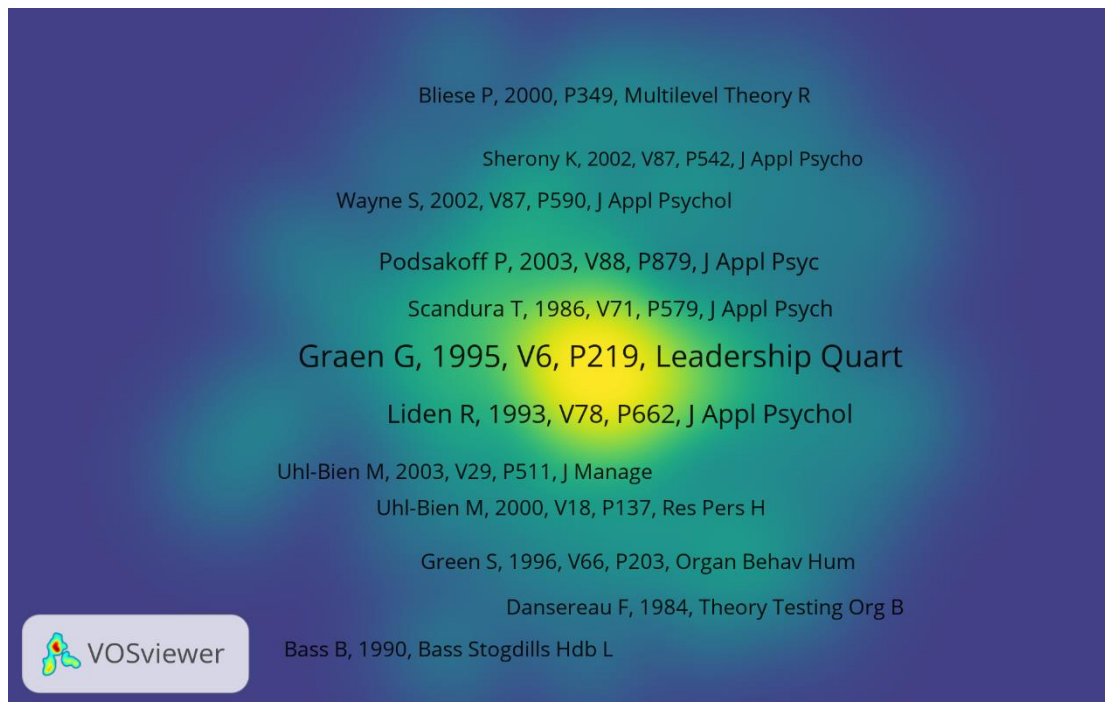 Bliese P, 2000, P349, Multilevel Theory R
Sherony K, 2002, V87, P542, J Appl Psycho
Wayne S, 2002, V87, P590, J Appl Psychol
Podsakoff P, 2003, V88, P879, J Appl Psyc
Scandura T, 1986, V71, P579, J Appl Psych
Graen G, 1995, V6, P219, Leadership Quart
Liden R, 1993, V78, P662, J Appl Psychol
Uhl-Bien M, 2003, V29, P511, J Manage
Uhl-Bien M, 2000, V18, P137, Res Pers H
Green S, 1996, V66, P203, Organ Behav Hum
Dansereau F, 1984, Theory Testing Org B
Bass B, 1990, Bass Stogdills Hdb L
VOSviewer